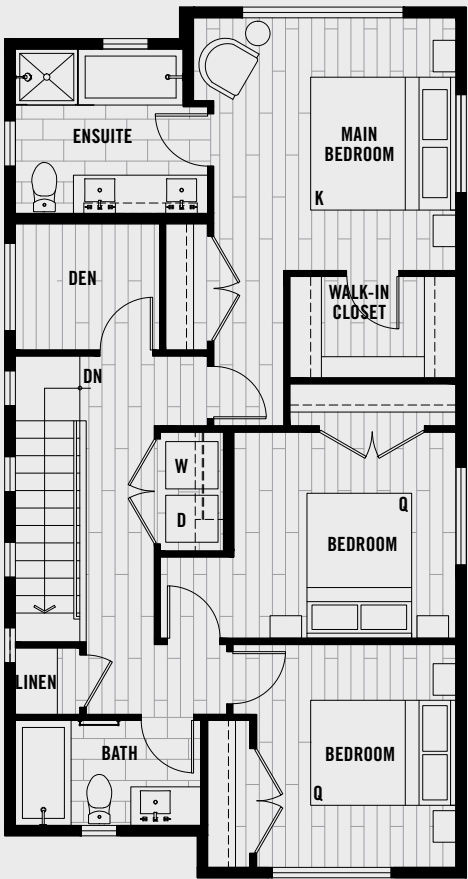 ENSUITE
MAIN
BEDROOM
K
DEN
WALK-IN
CLOSET
DN
W
D
Q
BEDROOM
LINEN
BATH
BEDROOM
Q